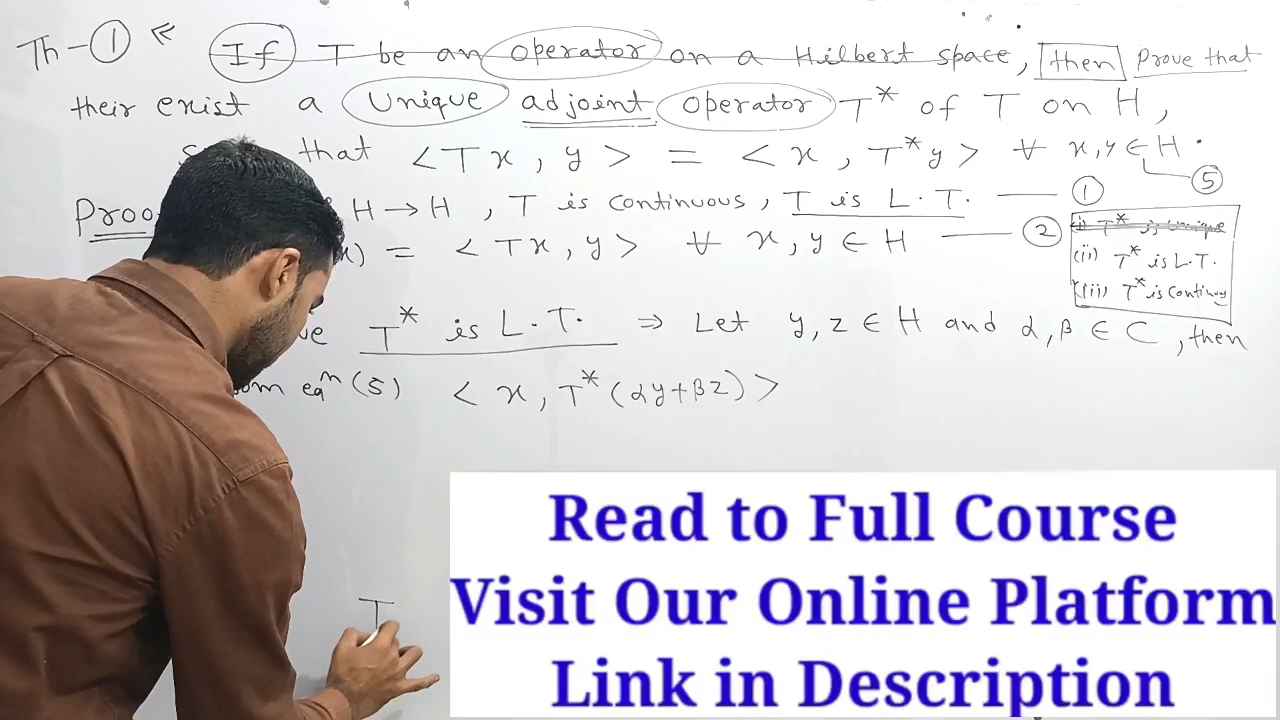 Th-① ≪ If T be an operator on a Hilbert space, then Prove that
their exist a Unique adjoint operator T* of T on H,
that <Tx, y> = <x, T*y> ∀ x,y ∈ H. ⑤
H → H, T is continuous, T is L.T. — ①
= <Tx, y> ∀ x, y ∈ H — ②
(i) T* is Unique
(ii) T* is L.T.
(iii) T* is continuous
T* is L.T. ⇒ Let y, z ∈ H and α, β ∈ C, then
eqⁿ (5) <x, T*(αy+βz)>
T
Read to Full Course
Visit Our Online Platform
Link in Description